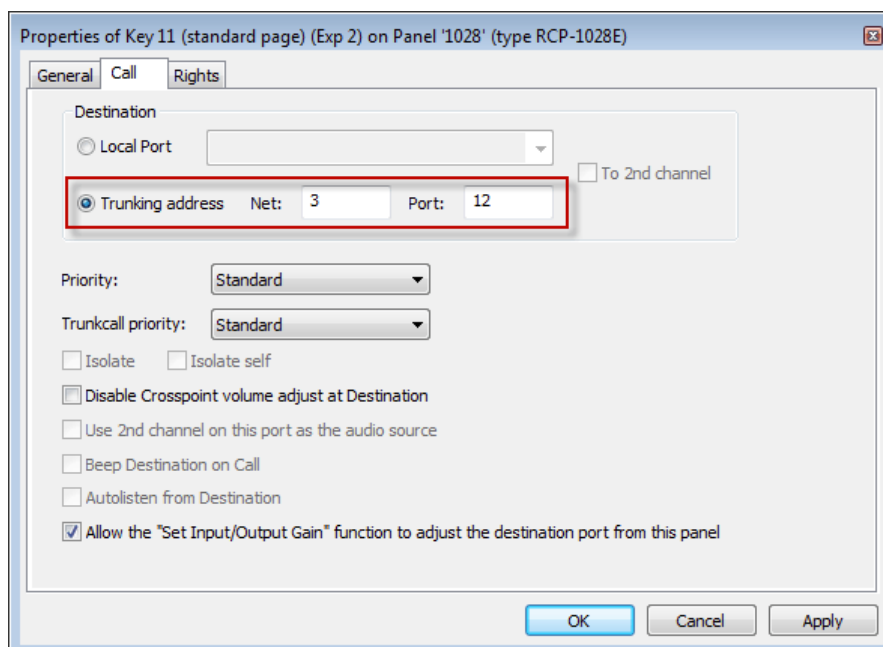 Properties of Key 11 (standard page) (Exp 2) on Panel '1028' (type RCP-1028E)
General Call Rights
Destination
Local Port
To 2nd channel
Trunking address Net: 3 Port: 12
Priority: Standard
Trunkcall priority: Standard
Isolate Isolate self
Disable Crosspoint volume adjust at Destination
Use 2nd channel on this port as the audio source
Beep Destination on Call
Autolisten from Destination
Allow the "Set Input/Output Gain" function to adjust the destination port from this panel
OK Cancel Apply